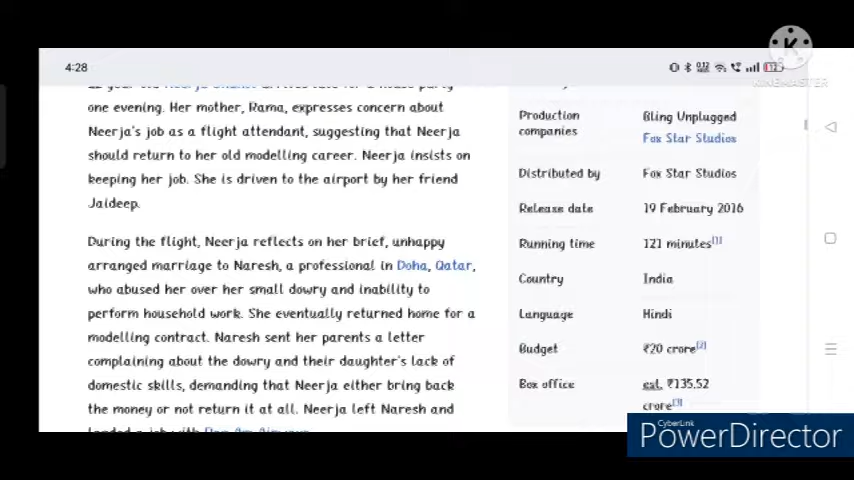 4:28
KINEMASTER
one evening. Her mother, Rama, expresses concern about
Neerja's job as a flight attendant, suggesting that Neerja
should return to her old modelling career. Neerja insists on
keeping her job. She is driven to the airport by her friend
Jaideep.
During the flight, Neerja reflects on her brief, unhappy
arranged marriage to Naresh, a professional in Doha, Qatar,
who abused her over her small dowry and inability to
perform household work. She eventually returned home for a
modelling contract. Naresh sent her parents a letter
complaining about the dowry and their daughter's lack of
domestic skills, demanding that Neerja either bring back
the money or not return it at all. Neerja left Naresh and
Production companies
Bling Unplugged
Fox Star Studios
Distributed by
Fox Star Studios
Release date
19 February 2016
Running time
121 minutes[1]
Country
India
Language
Hindi
Budget
₹20 crore[2]
Box office
est. ₹135.52
crore[3]
CyberLink
PowerDirector